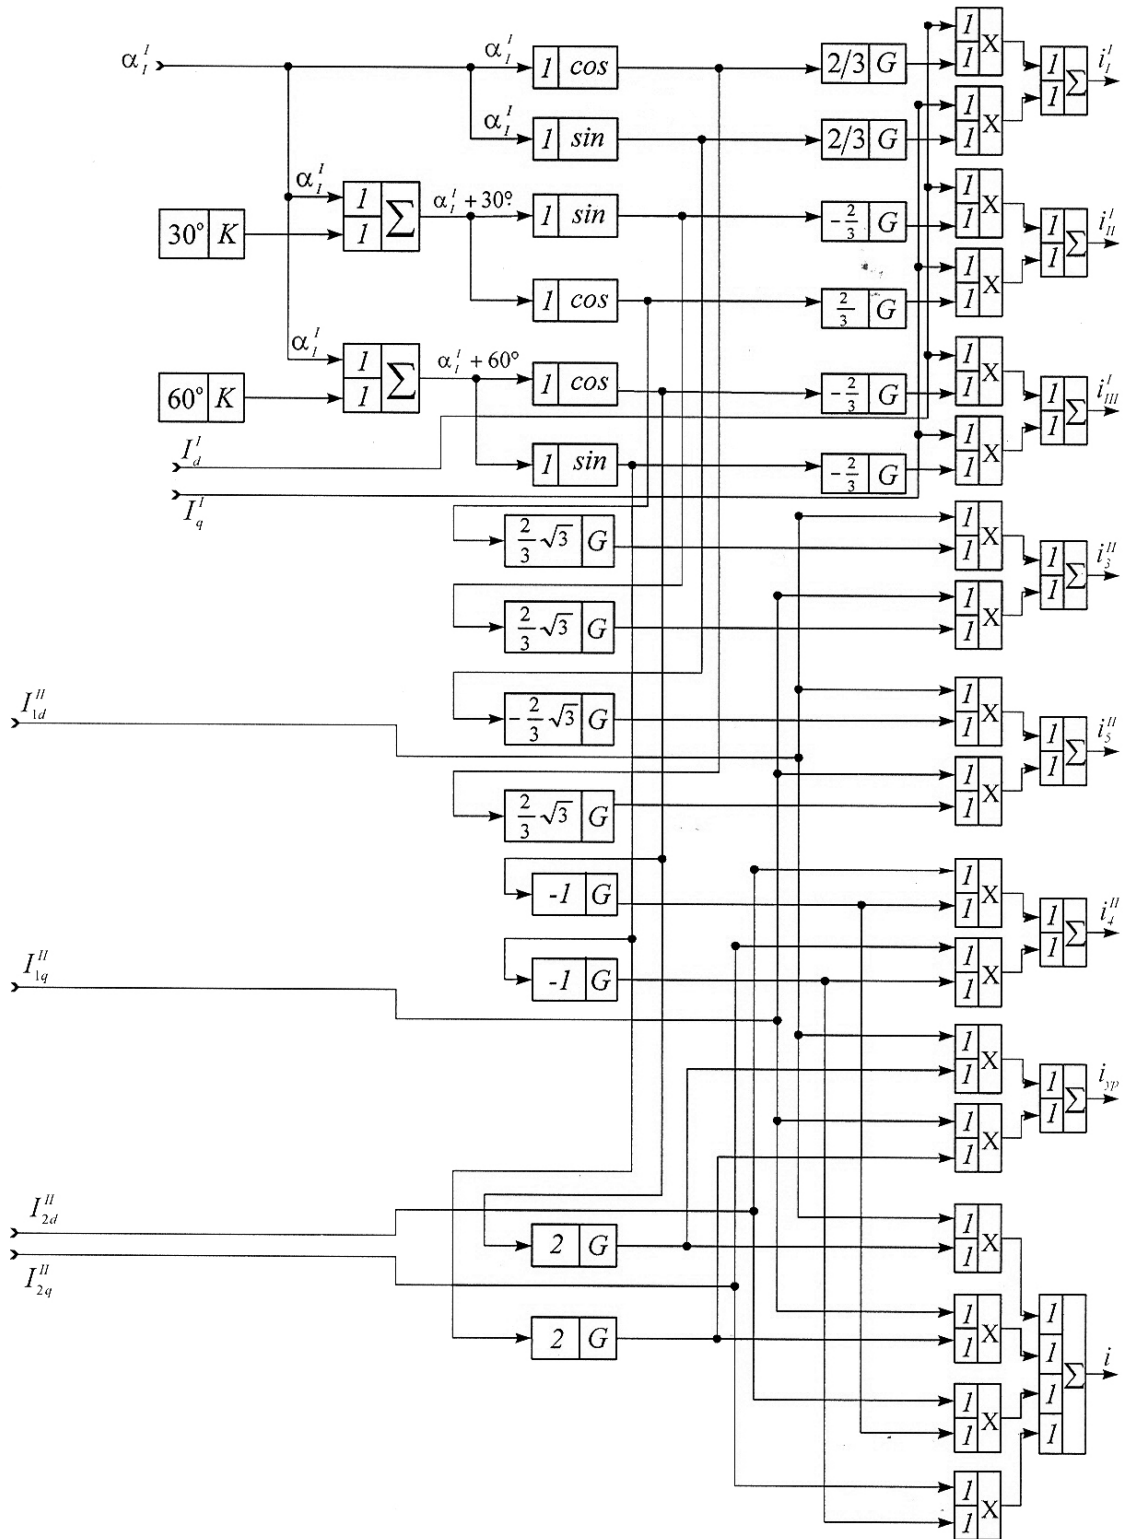 α_I^I
α_I^I
1 cos
2/3 G
1 1 X
1 1 Σ
i_I^I
α_I^I
1 sin
2/3 G
1 1 X
α_I^I
30° K
1 1 Σ
α_I^I + 30°
1 sin
-2/3 G
1 1 X
1 1 Σ
i_II^I
1 cos
2/3 G
1 1 X
α_I^I
60° K
1 1 Σ
α_I^I + 60°
1 cos
-2/3 G
1 1 X
1 1 Σ
i_III^I
I_d^I
1 sin
-2/3 G
1 1 X
I_q^I
2/3 √3 G
1 1 X
1 1 Σ
i_3^II
2/3 √3 G
1 1 X
I_1d^II
-2/3 √3 G
1 1 X
1 1 Σ
i_5^II
2/3 √3 G
1 1 X
-1 G
1 1 X
1 1 Σ
i_4^II
I_1q^II
-1 G
1 1 X
1 1 X
1 1 Σ
i_yp
1 1 X
I_2d^II
I_2q^II
2 G
1 1 X
2 G
1 1 X
1 1 1 1 Σ
i
1 1 X
1 1 X